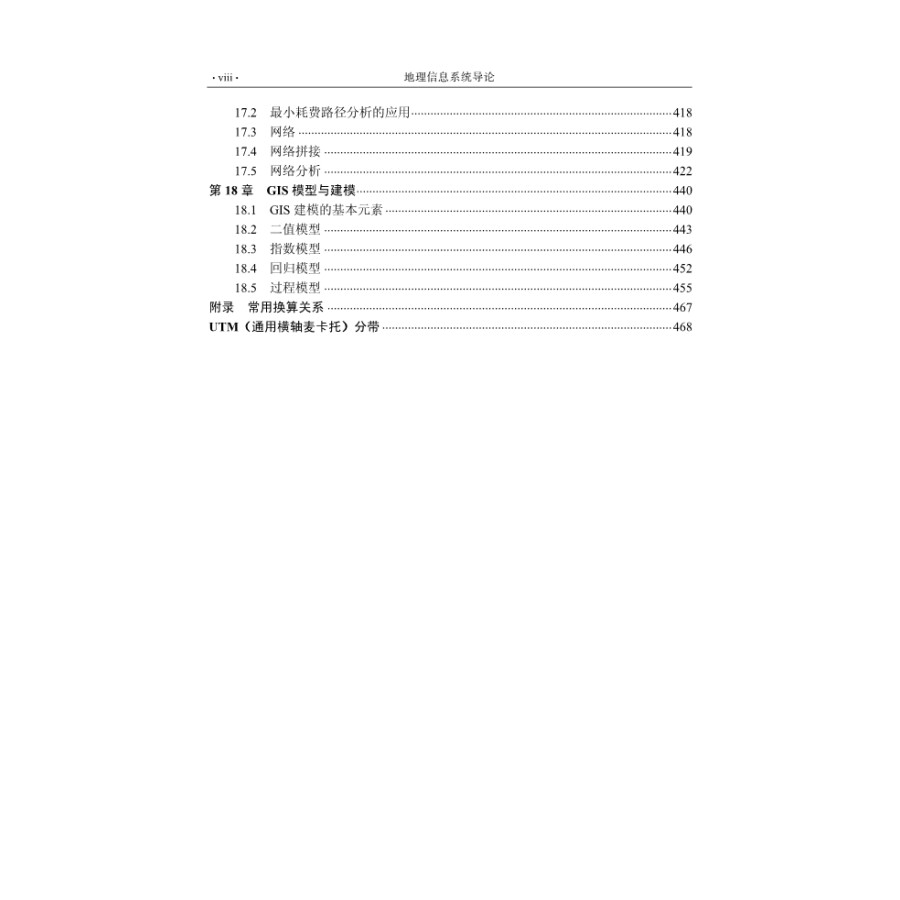 · viii · 地理信息系统导论
17.2 最小耗费路径分析的应用 418
17.3 网络 418
17.4 网络拼接 419
17.5 网络分析 422
第 18 章 GIS 模型与建模 440
18.1 GIS 建模的基本元素 440
18.2 二值模型 443
18.3 指数模型 446
18.4 回归模型 452
18.5 过程模型 455
附录 常用换算关系 467
UTM（通用横轴麦卡托）分带 468